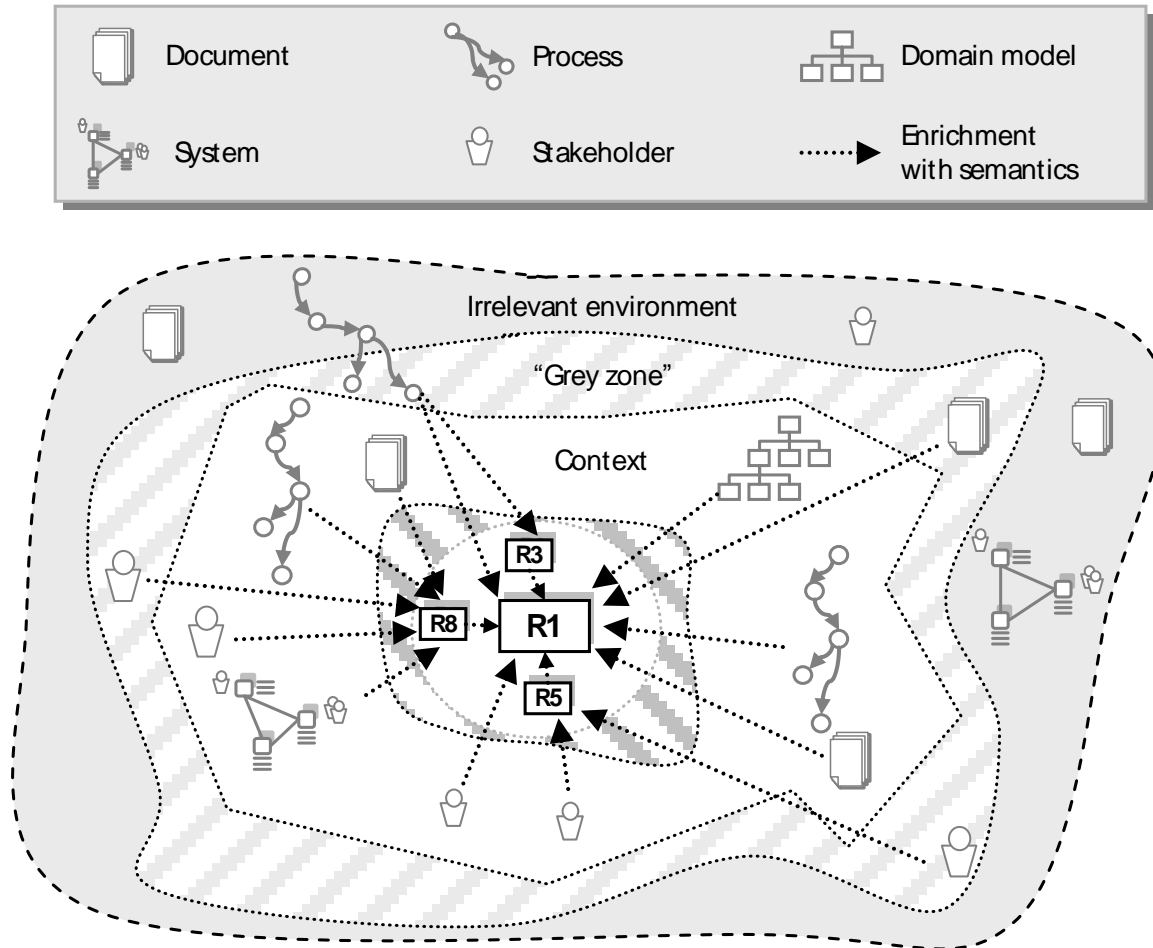 Document
Process
Domain model
System
Stakeholder
Enrichment
with semantics
Irrelevant environment
“Grey zone”
Context
R3
R8
R1
R5